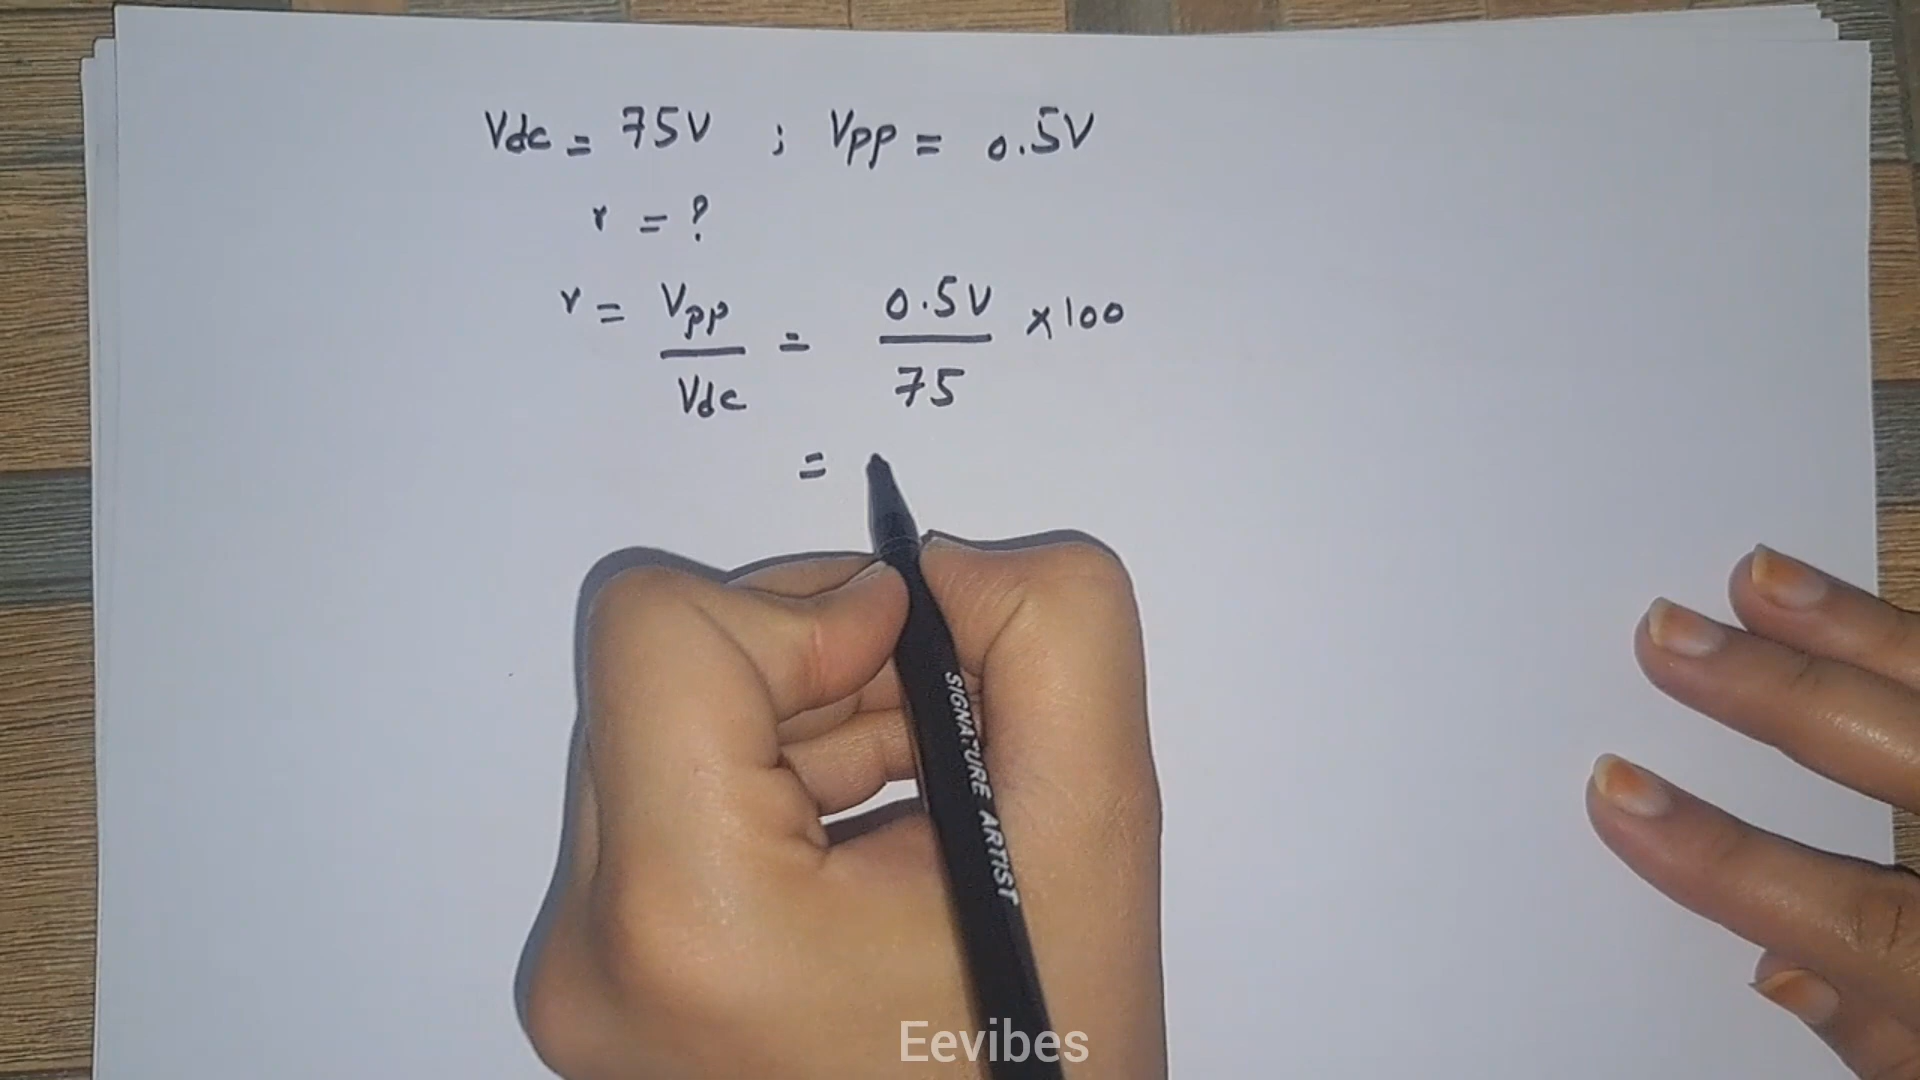 Vdc = 75V ; Vpp = 0.5V
r = ?
r = Vpp/Vdc = 0.5V/75 x100
=
SIGNATURE ARTIST
Eevibes